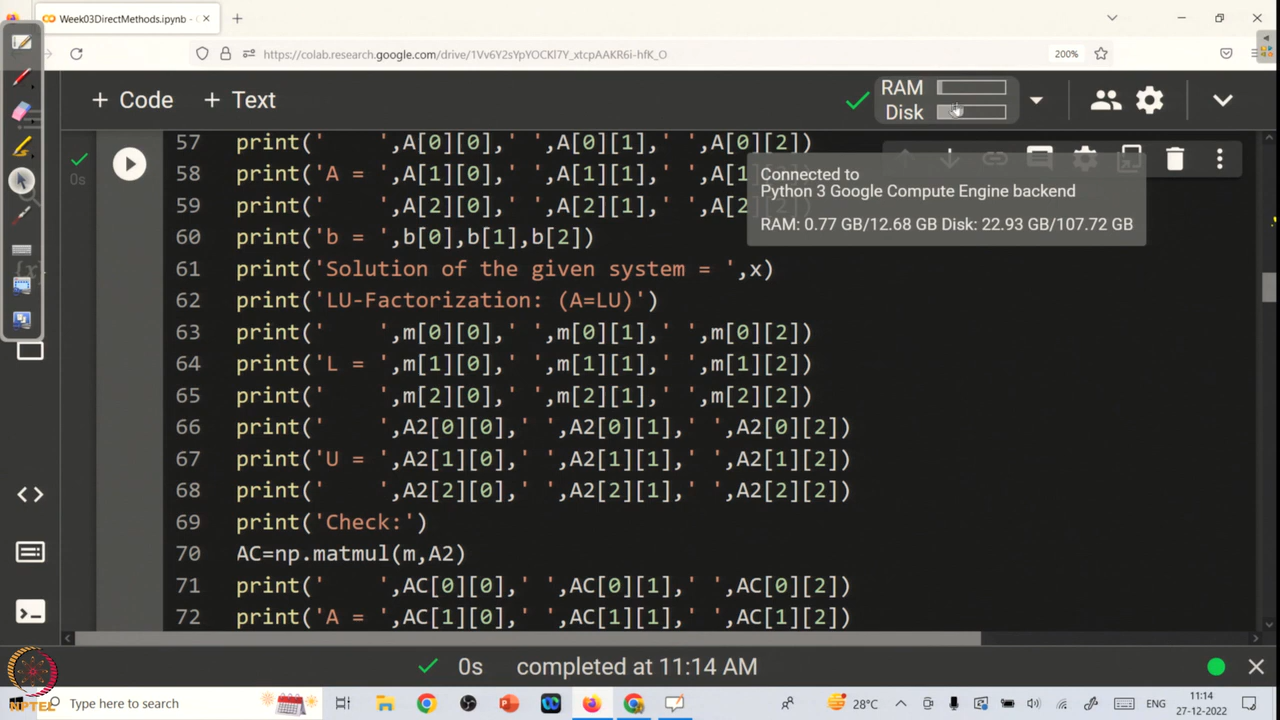 Week03DirectMethods.ipynb -
https://colab.research.google.com/drive/1Vv6Y2sYpYOCKl7Y_xtcpAAKR6i-hfK_O
200%
+ Code + Text
RAM
Disk
Connected to
Python 3 Google Compute Engine backend
RAM: 0.77 GB/12.68 GB Disk: 22.93 GB/107.72 GB
0s
57 print('     ',A[0][0],' ',A[0][1],' ',A[0][2])
58 print('A = ',A[1][0],' ',A[1][1],' ',A[1
59 print('     ',A[2][0],' ',A[2][1],' ',A[2
60 print('b = ',b[0],b[1],b[2])
61 print('Solution of the given system = ',x)
62 print('LU-Factorization: (A=LU)')
63 print('     ',m[0][0],' ',m[0][1],' ',m[0][2])
64 print('L = ',m[1][0],' ',m[1][1],' ',m[1][2])
65 print('     ',m[2][0],' ',m[2][1],' ',m[2][2])
66 print('     ',A2[0][0],' ',A2[0][1],' ',A2[0][2])
67 print('U = ',A2[1][0],' ',A2[1][1],' ',A2[1][2])
68 print('     ',A2[2][0],' ',A2[2][1],' ',A2[2][2])
69 print('Check:')
70 AC=np.matmul(m,A2)
71 print('     ',AC[0][0],' ',AC[0][1],' ',AC[0][2])
72 print('A = ',AC[1][0],' ',AC[1][1],' ',AC[1][2])
0s completed at 11:14 AM
NPTEL
Type here to search
28°C
ENG
11:14
27-12-2022